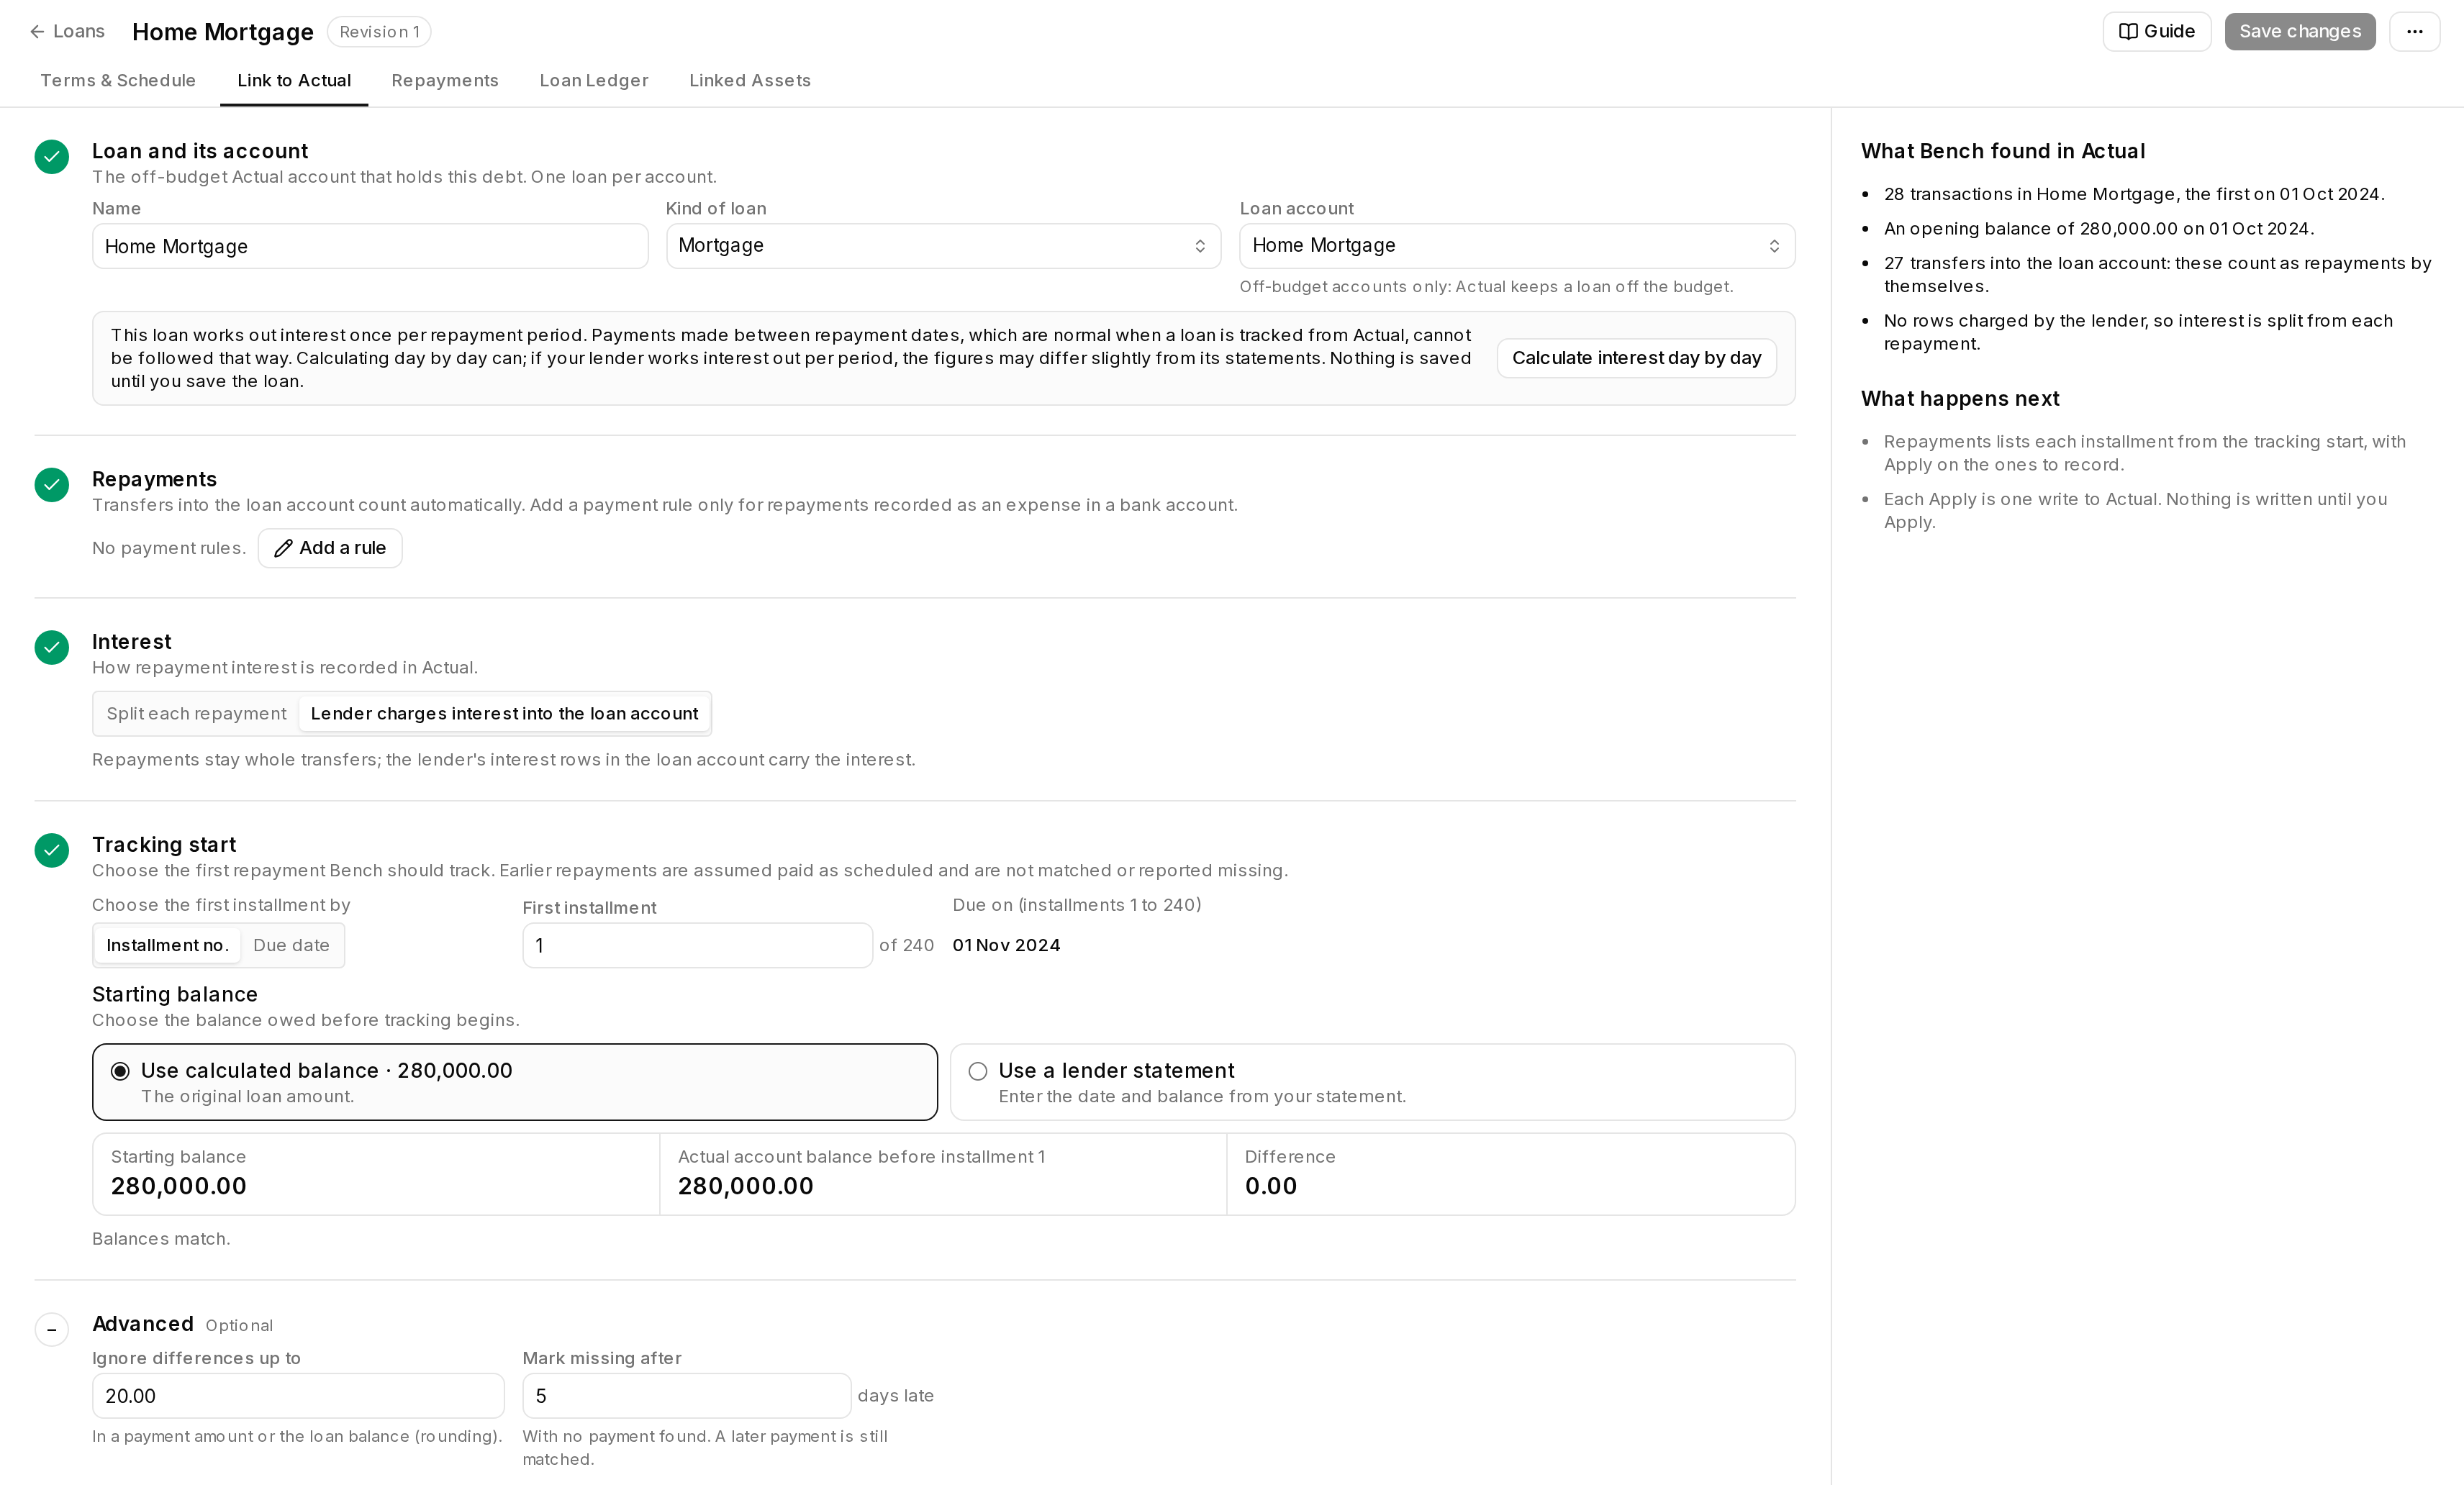 Loans
Home Mortgage
Revision 1
Guide
Save changes
Terms & Schedule
Link to Actual
Repayments
Loan Ledger
Linked Assets
Loan and its account
The off-budget Actual account that holds this debt. One loan per account.
Name
Kind of loan
Loan account
Home Mortgage
Mortgage
Home Mortgage
Off-budget accounts only: Actual keeps a loan off the budget.
This loan works out interest once per repayment period. Payments made between repayment dates, which are normal when a loan is tracked from Actual, cannot
be followed that way. Calculating day by day can; if your lender works interest out per period, the figures may differ slightly from its statements. Nothing is saved
until you save the loan.
Calculate interest day by day
Repayments
Transfers into the loan account count automatically. Add a payment rule only for repayments recorded as an expense in a bank account.
No payment rules.
Add a rule
Interest
How repayment interest is recorded in Actual.
Split each repayment
Lender charges interest into the loan account
Repayments stay whole transfers; the lender's interest rows in the loan account carry the interest.
Tracking start
Choose the first repayment Bench should track. Earlier repayments are assumed paid as scheduled and are not matched or reported missing.
Choose the first installment by
First installment
Due on (installments 1 to 240)
Installment no.
Due date
1
of 240
01 Nov 2024
Starting balance
Choose the balance owed before tracking begins.
Use calculated balance · 280,000.00
The original loan amount.
Use a lender statement
Enter the date and balance from your statement.
Starting balance
280,000.00
Actual account balance before installment 1
280,000.00
Difference
0.00
Balances match.
Advanced
Optional
Ignore differences up to
Mark missing after
20.00
5
days late
In a payment amount or the loan balance (rounding).
With no payment found. A later payment is still
matched.
What Bench found in Actual
• 28 transactions in Home Mortgage, the first on 01 Oct 2024.
• An opening balance of 280,000.00 on 01 Oct 2024.
• 27 transfers into the loan account: these count as repayments by
themselves.
• No rows charged by the lender, so interest is split from each
repayment.
What happens next
• Repayments lists each installment from the tracking start, with
Apply on the ones to record.
• Each Apply is one write to Actual. Nothing is written until you
Apply.